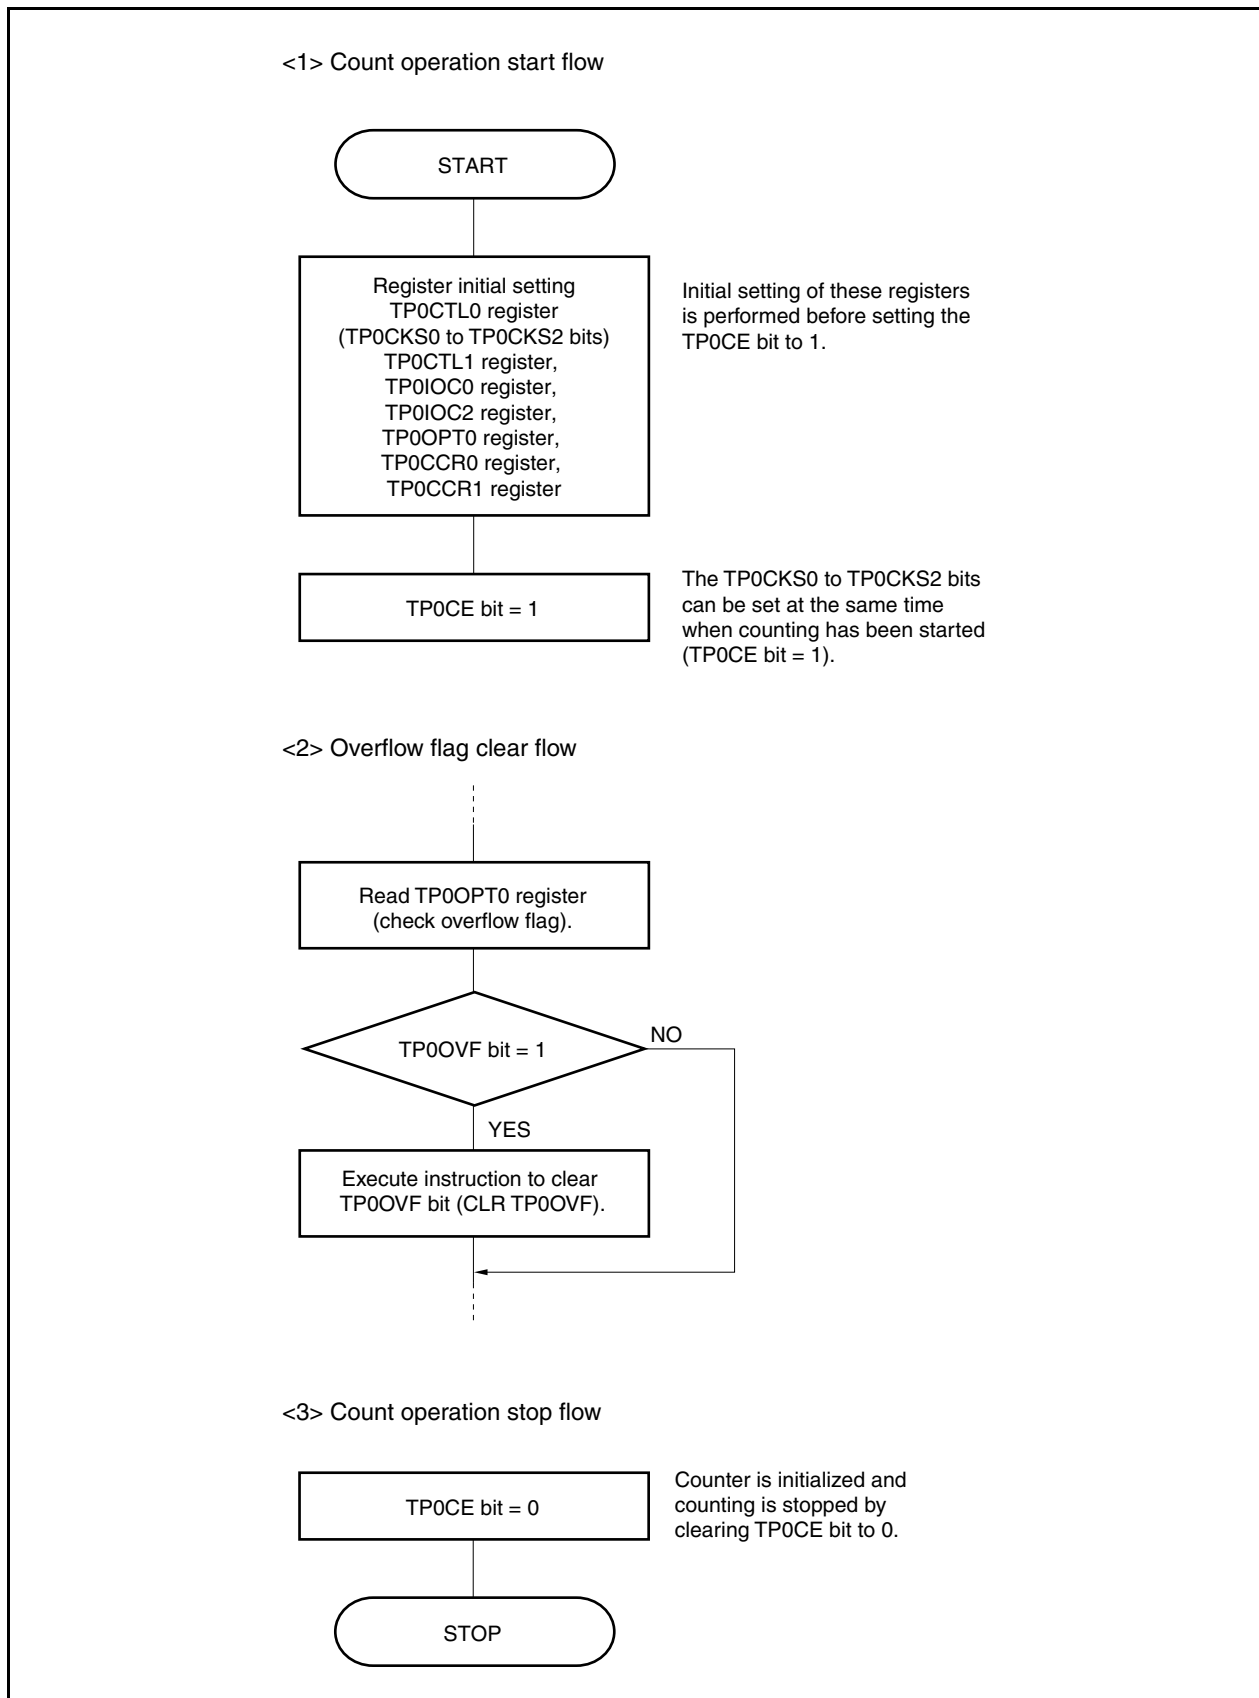 <1> Count operation start flow
START
Register initial setting
TP0CTL0 register
(TP0CKS0 to TP0CKS2 bits)
TP0CTL1 register,
TP0IOC0 register,
TP0IOC2 register,
TP0OPT0 register,
TP0CCR0 register,
TP0CCR1 register
Initial setting of these registers
is performed before setting the
TP0CE bit to 1.
TP0CE bit = 1
The TP0CKS0 to TP0CKS2 bits
can be set at the same time
when counting has been started
(TP0CE bit = 1).
<2> Overflow flag clear flow
Read TP0OPT0 register
(check overflow flag).
TP0OVF bit = 1
NO
YES
Execute instruction to clear
TP0OVF bit (CLR TP0OVF).
<3> Count operation stop flow
TP0CE bit = 0
Counter is initialized and
counting is stopped by
clearing TP0CE bit to 0.
STOP